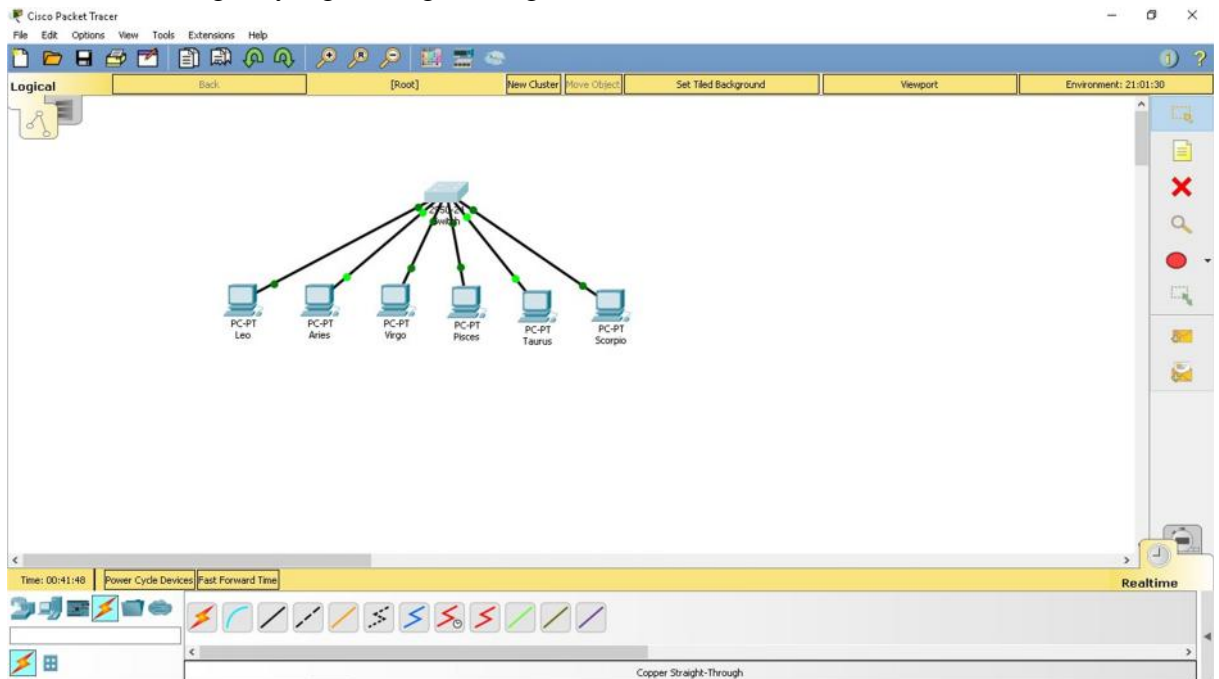 Cisco Packet Tracer
File Edit Options View Tools Extensions Help
Logical Back [Root] New Cluster Move Object Set Tiled Background Viewport Environment: 21:01:30
Switch
PC-PT
Leo
PC-PT
Aries
PC-PT
Virgo
PC-PT
Pisces
PC-PT
Taurus
PC-PT
Scorpio
Time: 00:41:48 Power Cycle Devices Fast Forward Time Realtime
Copper Straight-Through